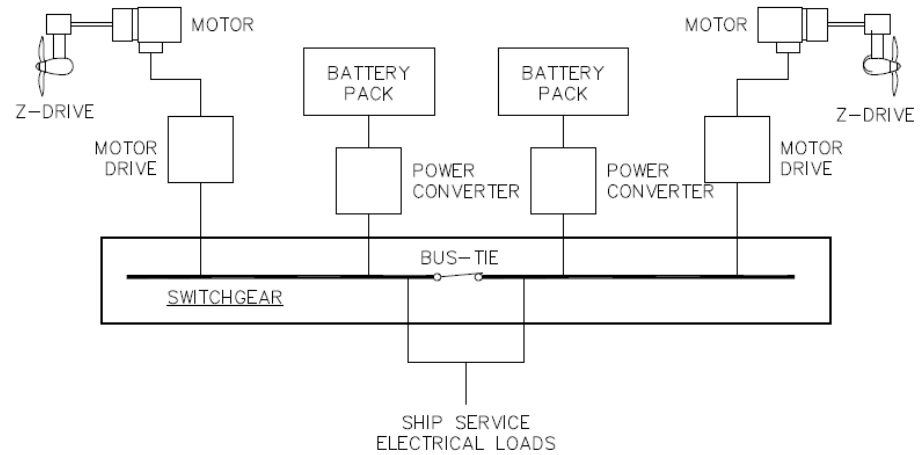 MOTOR
MOTOR
Z-DRIVE
Z-DRIVE
BATTERY
PACK
BATTERY
PACK
MOTOR
DRIVE
POWER
CONVERTER
POWER
CONVERTER
MOTOR
DRIVE
BUS-TIE
SWITCHGEAR
SHIP SERVICE
ELECTRICAL LOADS